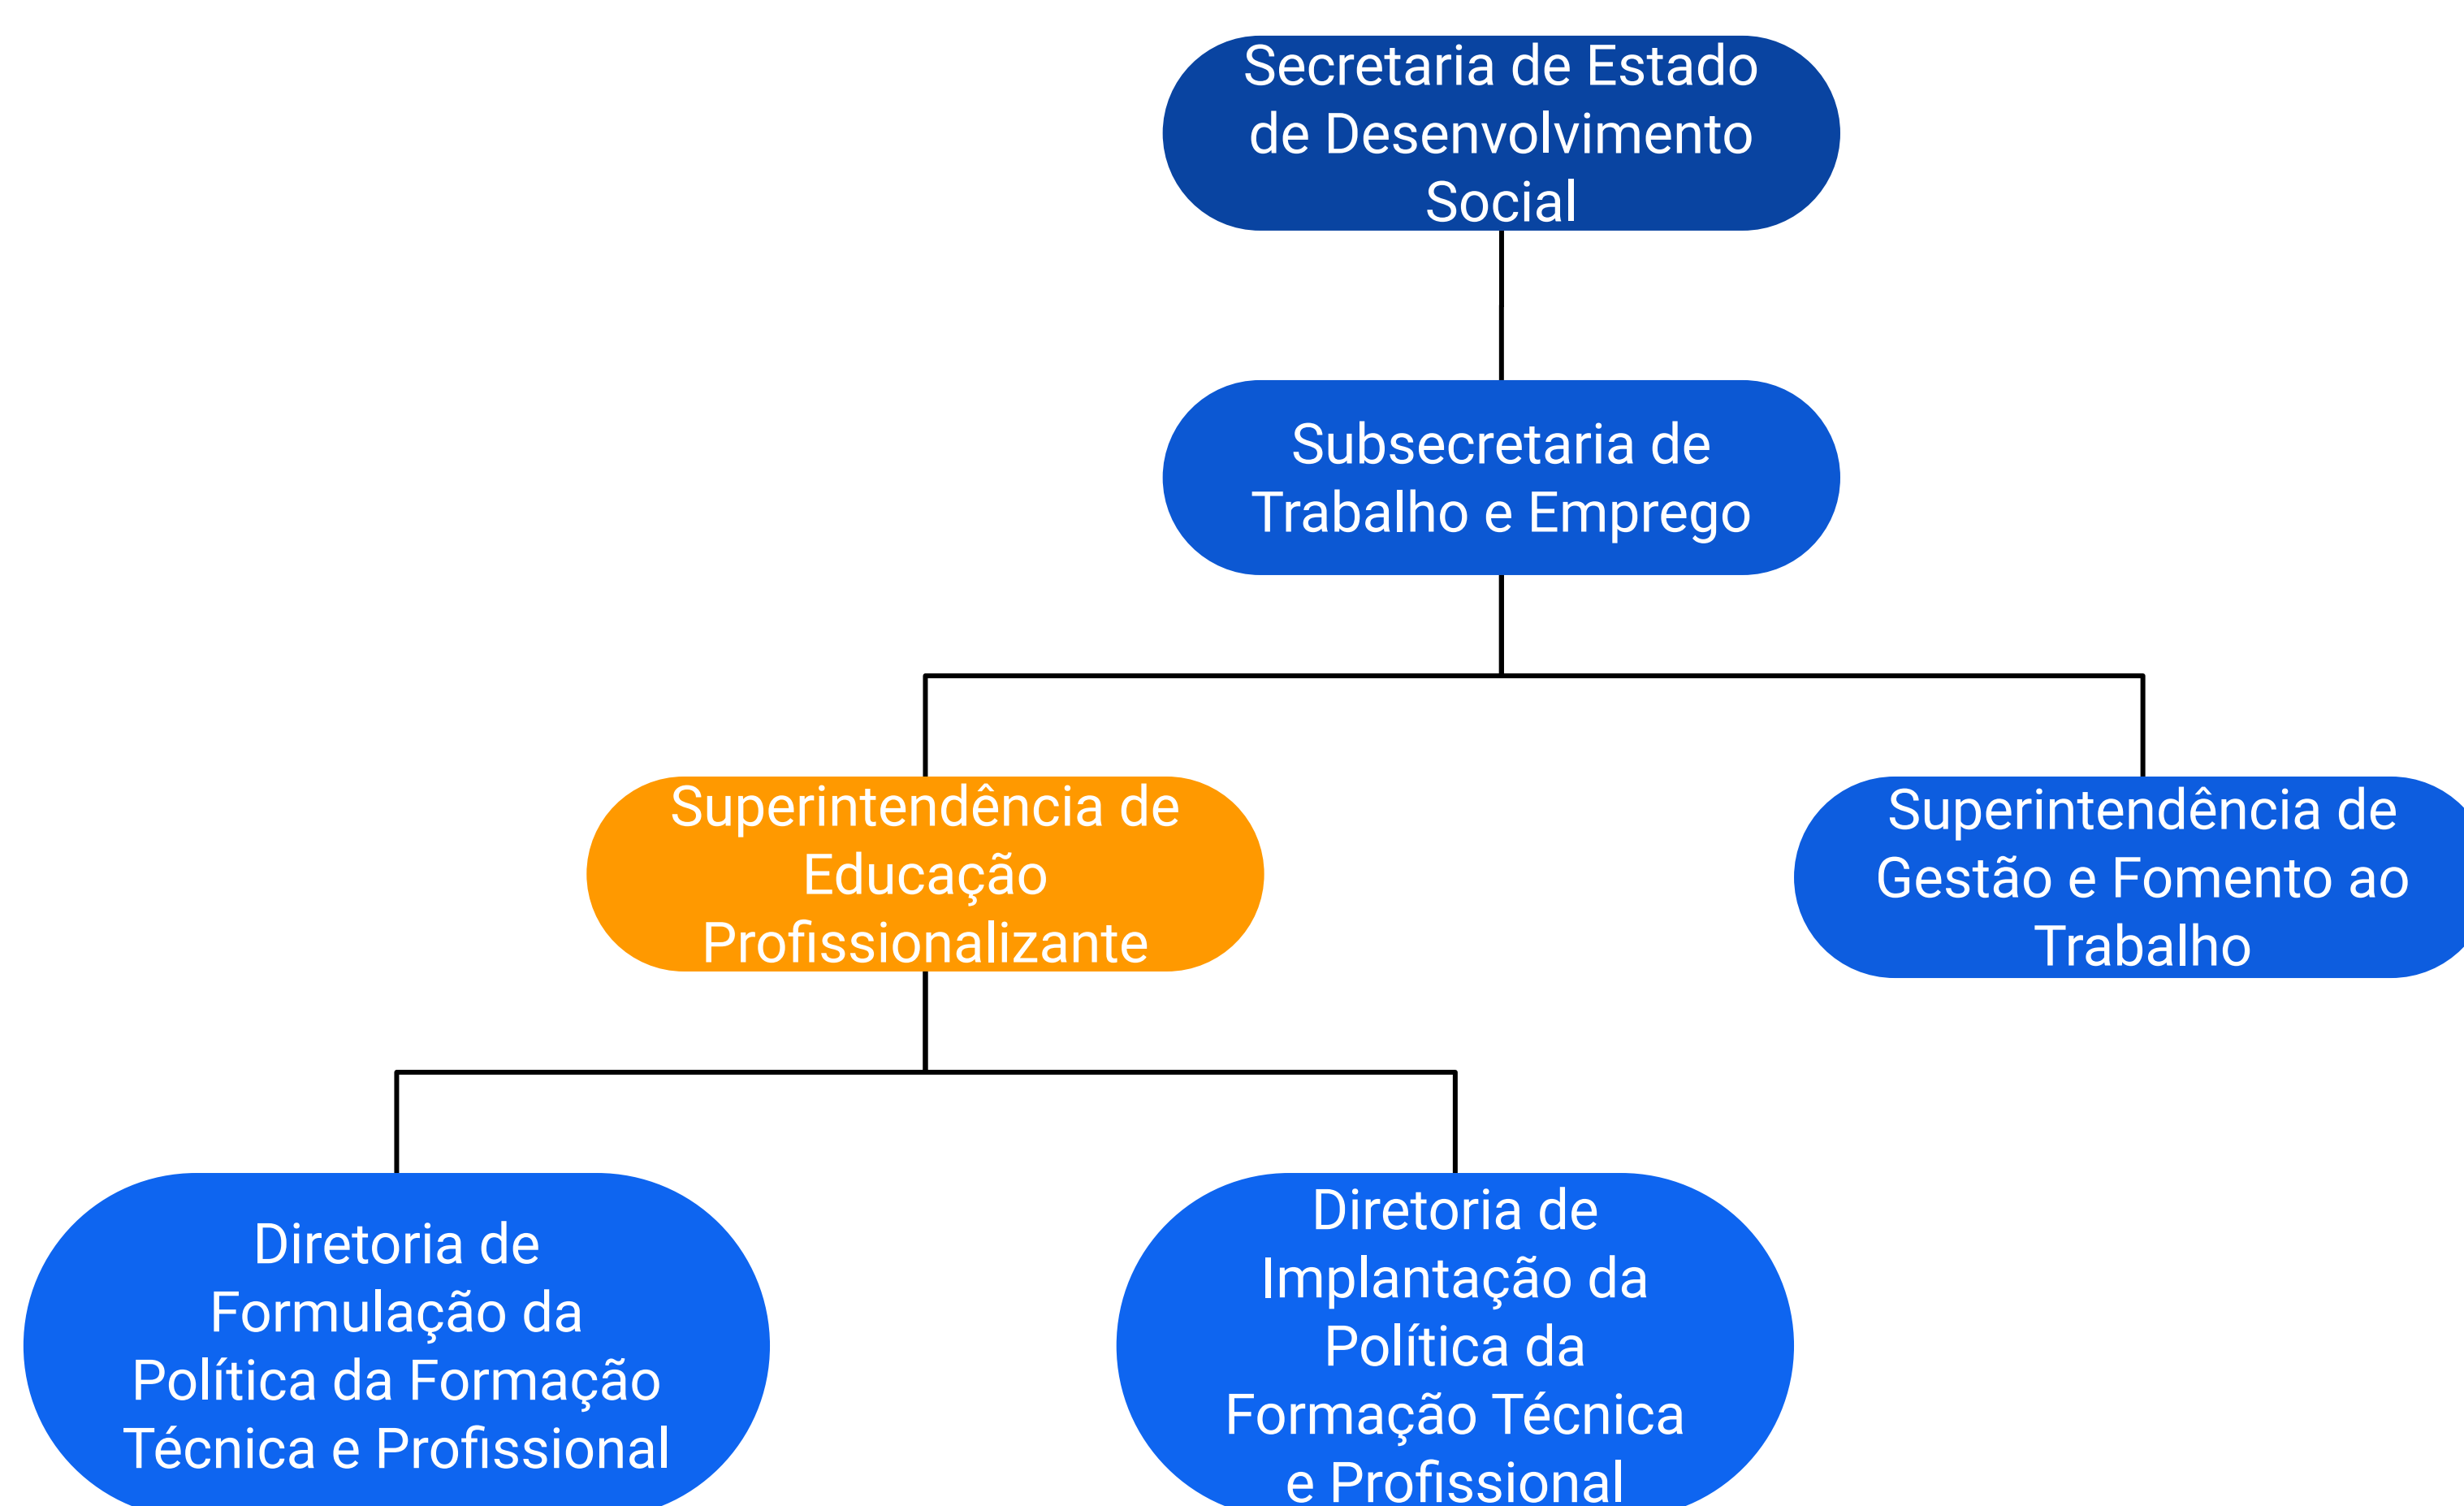 Secretaria de Estado
de Desenvolvimento
Social
Subsecretaria de
Trabalho e Emprego
Superintendência de
Educação
Profissionalizante
Superintendência de
Gestão e Fomento ao
Trabalho
Diretoria de
Formulação da
Política da Formação
Técnica e Profissional
Diretoria de
Implantação da
Política da
Formação Técnica
e Profissional